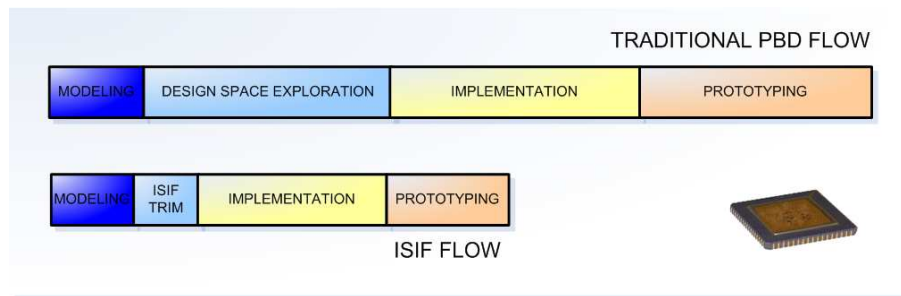 TRADITIONAL PBD FLOW
MODELING
DESIGN SPACE EXPLORATION
IMPLEMENTATION
PROTOTYPING
MODELING
ISIF
TRIM
IMPLEMENTATION
PROTOTYPING
ISIF FLOW